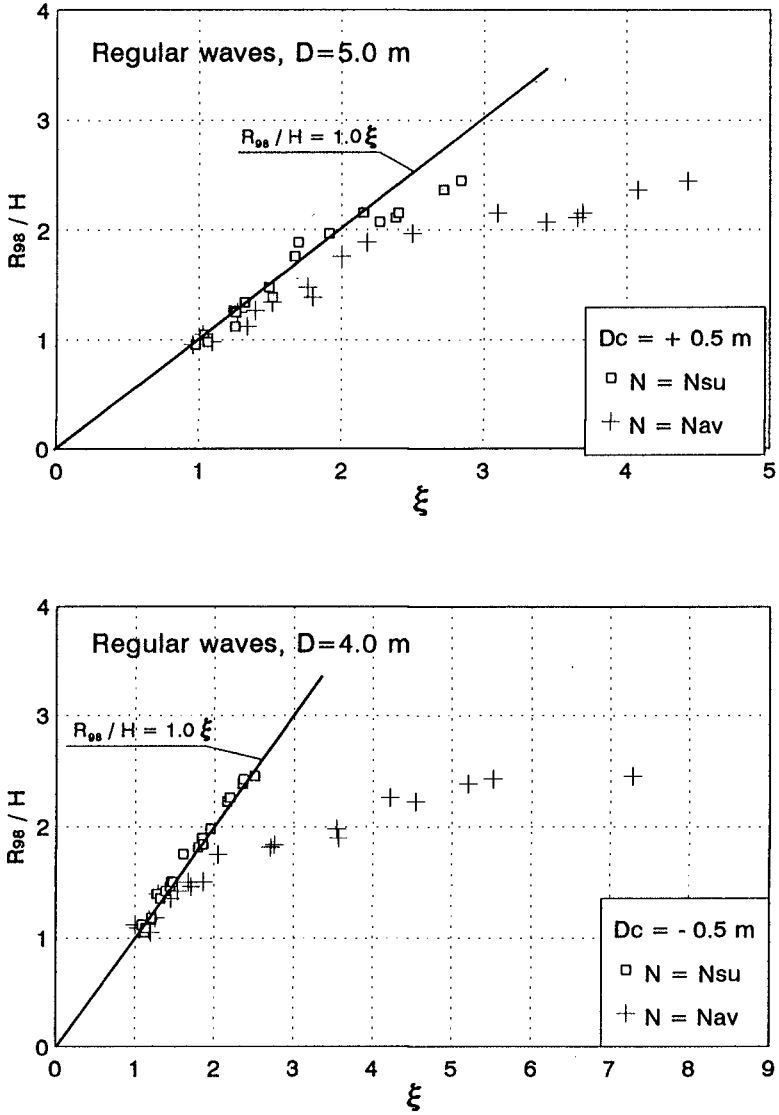 4
Regular waves, D=5.0 m
3
R₉₈ / H = 1.0 ξ
R₉₈ / H
2
Dc = + 0.5 m
N = Nsu
1
N = Nav
0
0 1 2 3 4 5
ξ
4
Regular waves, D=4.0 m
3
R₉₈ / H = 1.0 ξ
R₉₈ / H
2
Dc = - 0.5 m
N = Nsu
1
N = Nav
0
0 1 2 3 4 5 6 7 8 9
ξ